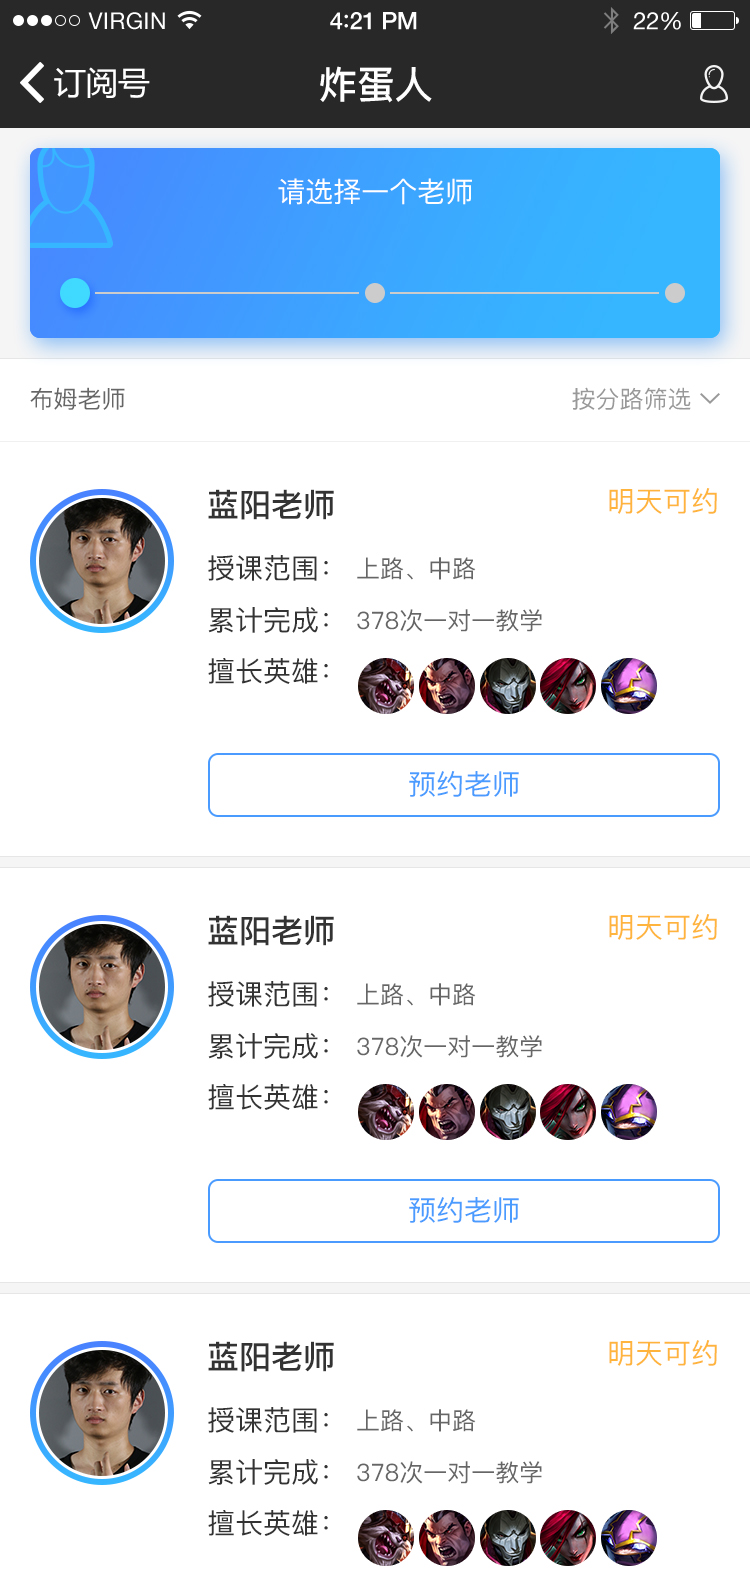 VIRGIN 4:21 PM 22%
订阅号 炸蛋人
请选择一个老师
布姆老师 按分路筛选
蓝阳老师 明天可约
授课范围： 上路、中路
累计完成： 378次一对一教学
擅长英雄：
预约老师
蓝阳老师 明天可约
授课范围： 上路、中路
累计完成： 378次一对一教学
擅长英雄：
预约老师
蓝阳老师 明天可约
授课范围： 上路、中路
累计完成： 378次一对一教学
擅长英雄：